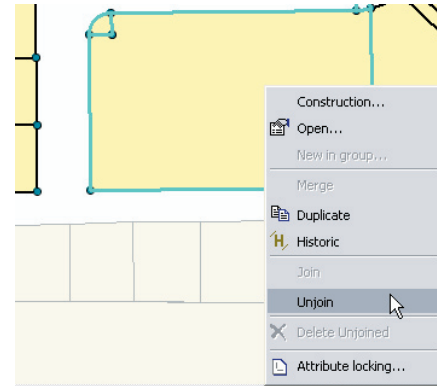 Construction...
Open...
New in group...
Merge
Duplicate
Historic
Join
Unjoin
Delete Unjoined
Attribute locking...